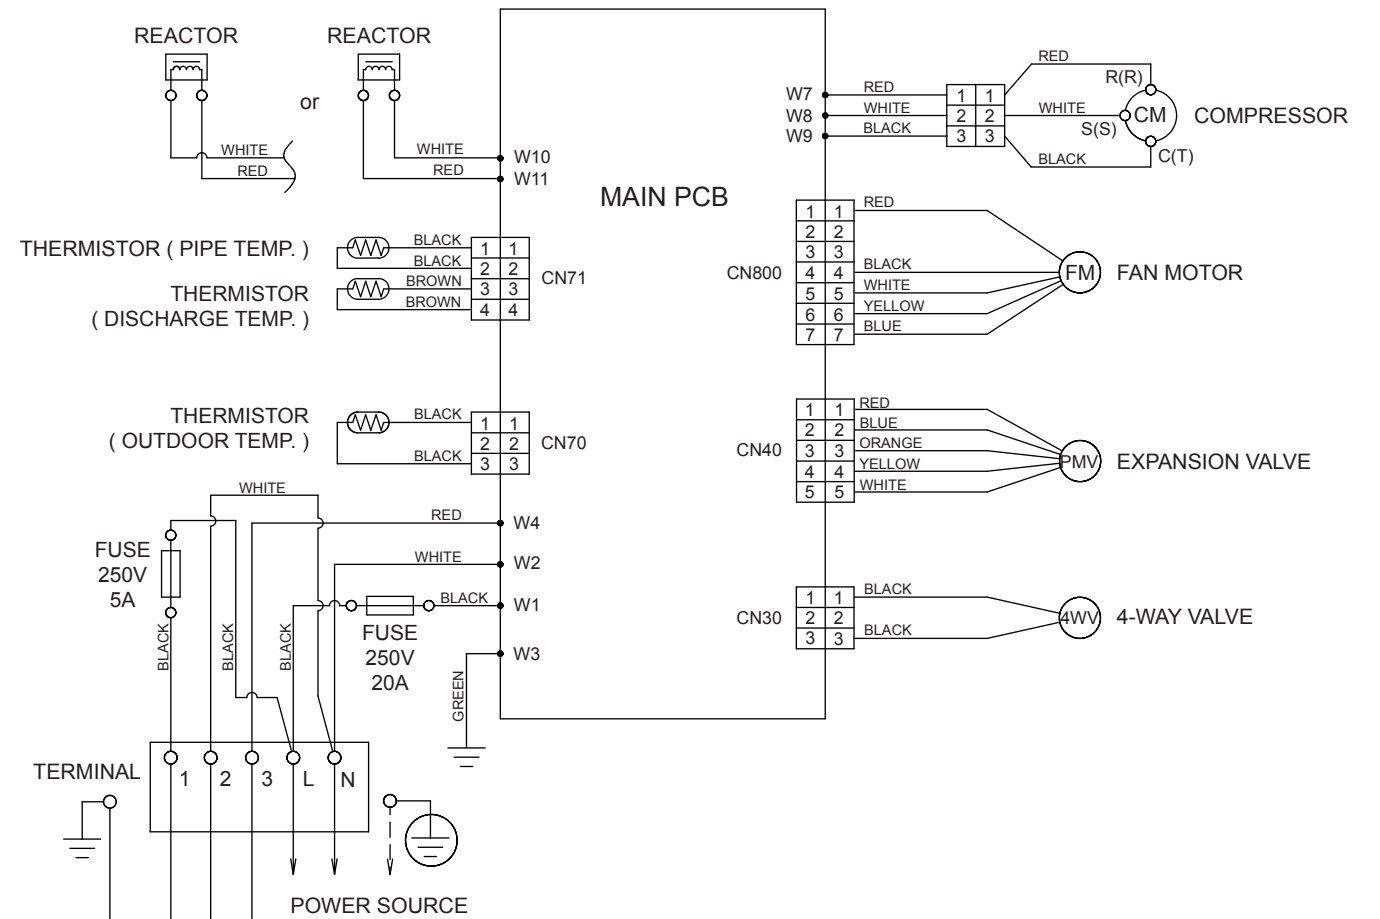 REACTOR
REACTOR
or
WHITE
RED
WHITE
RED
W10
W11
MAIN PCB
W7
W8
W9
RED
WHITE
BLACK
1 1
2 2
3 3
RED
WHITE
BLACK
R(R)
S(S)
C(T)
CM
COMPRESSOR
THERMISTOR ( PIPE TEMP. )
THERMISTOR
( DISCHARGE TEMP. )
BLACK
BLACK
BROWN
BROWN
1 1
2 2
3 3
4 4
CN71
CN800
1 1
2 2
3 3
4 4
5 5
6 6
7 7
RED
BLACK
WHITE
YELLOW
BLUE
FM
FAN MOTOR
THERMISTOR
( OUTDOOR TEMP. )
BLACK
BLACK
1 1
2 2
3 3
CN70
CN40
1 1
2 2
3 3
4 4
5 5
RED
BLUE
ORANGE
YELLOW
WHITE
PMV
EXPANSION VALVE
WHITE
RED
W4
WHITE
W2
BLACK
W1
W3
FUSE
250V
5A
FUSE
250V
20A
BLACK
BLACK
BLACK
GREEN
CN30
1 1
2 2
3 3
BLACK
BLACK
4WV
4-WAY VALVE
TERMINAL
1 2 3 L N
POWER SOURCE